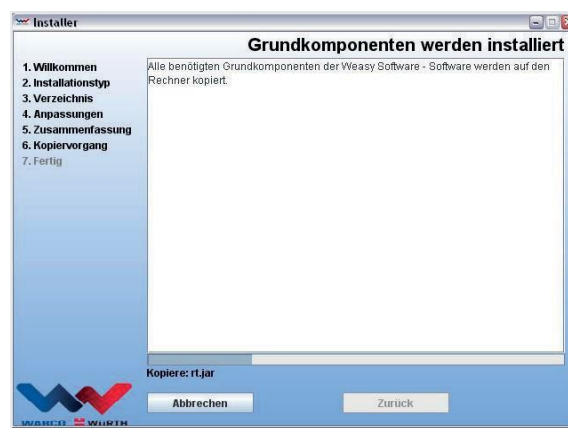 Installer
Grundkomponenten werden installiert
1. Willkommen
2. Installationstyp
3. Verzeichnis
4. Anpassungen
5. Zusammenfassung
6. Kopiervorgang
7. Fertig
Alle benötigten Grundkomponenten der Weasy Software - Software werden auf den
Rechner kopiert.
Kopiere: rt.jar
Abbrechen
Zurück
WABCO WÜRTH